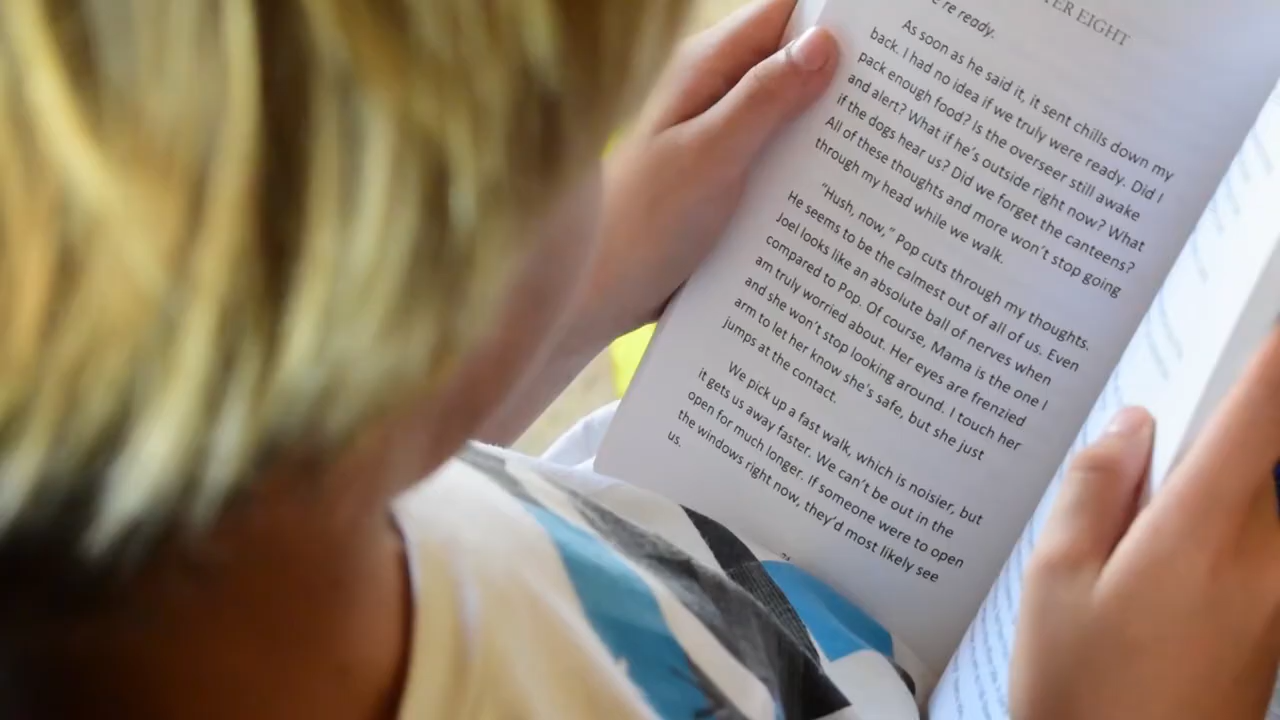 TER EIGHT
e're ready.
As soon as he said it, it sent chills down my
back. I had no idea if we truly were ready. Did I
pack enough food? Is the overseer still awake
and alert? What if he's outside right now? What
if the dogs hear us? Did we forget the canteens?
All of these thoughts and more won't stop going
through my head while we walk.
"Hush, now," Pop cuts through my thoughts.
He seems to be the calmest out of all of us. Even
Joel looks like an absolute ball of nerves when
compared to Pop. Of course, Mama is the one I
am truly worried about. Her eyes are frenzied
and she won't stop looking around. I touch her
arm to let her know she's safe, but she just
jumps at the contact.
We pick up a fast walk, which is noisier, but
it gets us away faster. We can't be out in the
open for much longer. If someone were to open
the windows right now, they'd most likely see
us.